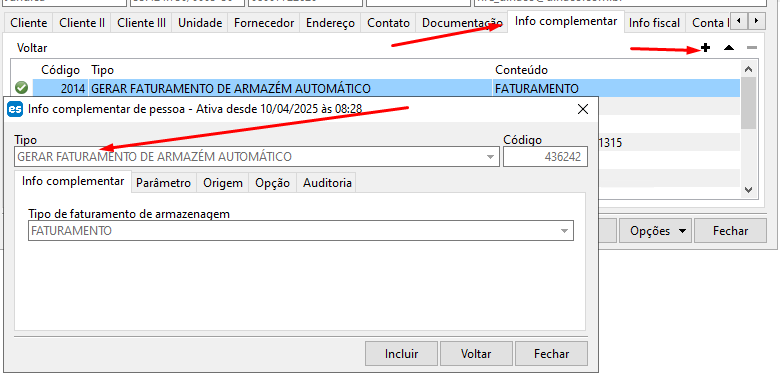 Cliente Cliente II Cliente III Unidade Fornecedor Endereço Contato Documentação Info complementar Info fiscal Conta
Voltar
Código Tipo Conteúdo
2014 GERAR FATURAMENTO DE ARMAZÉM AUTOMÁTICO FATURAMENTO
es Info complementar de pessoa - Ativa desde 10/04/2025 às 08:28
1315
Tipo Código
GERAR FATURAMENTO DE ARMAZÉM AUTOMÁTICO 436242
Info complementar Parâmetro Origem Opção Auditoria
Tipo de faturamento de armazenagem
FATURAMENTO
Opções Fechar
Incluir Voltar Fechar